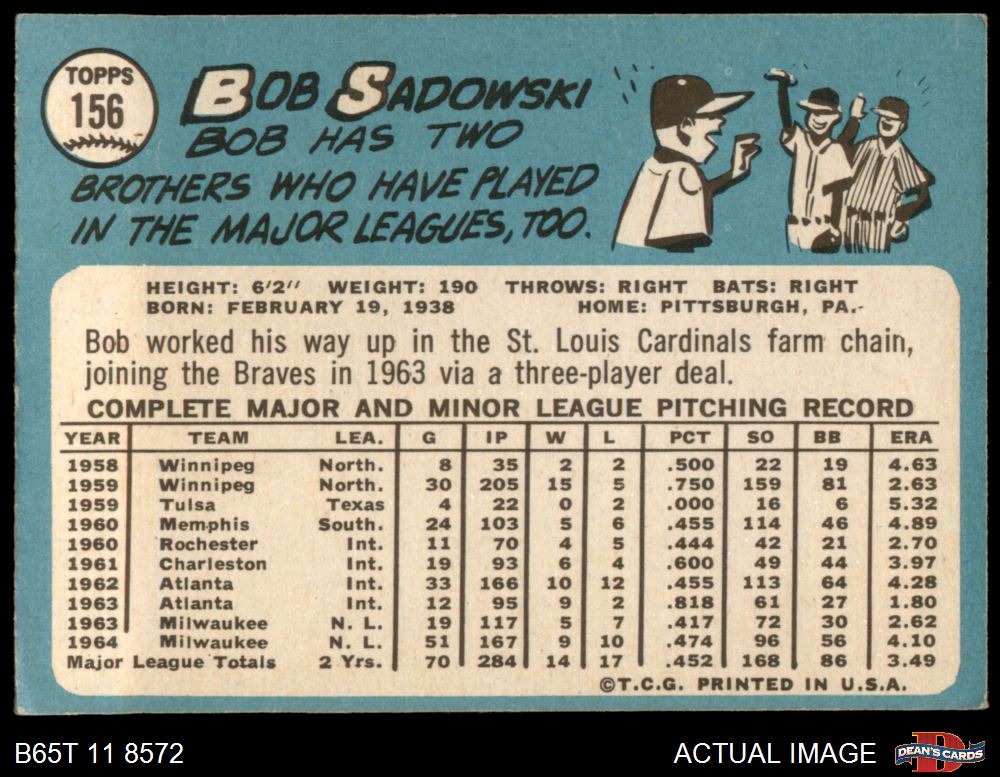 TOPPS
156
BOB SADOWSKI
BOB HAS TWO
BROTHERS WHO HAVE PLAYED
IN THE MAJOR LEAGUES, TOO.
HEIGHT: 6'2" WEIGHT: 190 THROWS: RIGHT BATS: RIGHT
BORN: FEBRUARY 19, 1938 HOME: PITTSBURGH, PA.
Bob worked his way up in the St. Louis Cardinals farm chain,
joining the Braves in 1963 via a three-player deal.
COMPLETE MAJOR AND MINOR LEAGUE PITCHING RECORD
YEAR TEAM LEA. G IP W L PCT SO BB ERA
1958 Winnipeg North. 8 35 2 2 .500 22 19 4.63
1959 Winnipeg North. 30 205 15 5 .750 159 81 2.63
1959 Tulsa Texas 4 22 0 2 .000 16 6 5.32
1960 Memphis South. 24 103 5 6 .455 114 46 4.89
1960 Rochester Int. 11 70 4 5 .444 42 21 2.70
1961 Charleston Int. 19 93 6 4 .600 49 44 3.97
1962 Atlanta Int. 33 166 10 12 .455 113 64 4.28
1963 Atlanta Int. 12 95 9 2 .818 61 27 1.80
1963 Milwaukee N. L. 19 117 5 7 .417 72 30 2.62
1964 Milwaukee N. L. 51 167 9 10 .474 96 56 4.10
Major League Totals 2 Yrs. 70 284 14 17 .452 168 86 3.49
©T.C.G. PRINTED IN U.S.A.
B65T 11 8572
ACTUAL IMAGE
D
DEAN'S CARDS